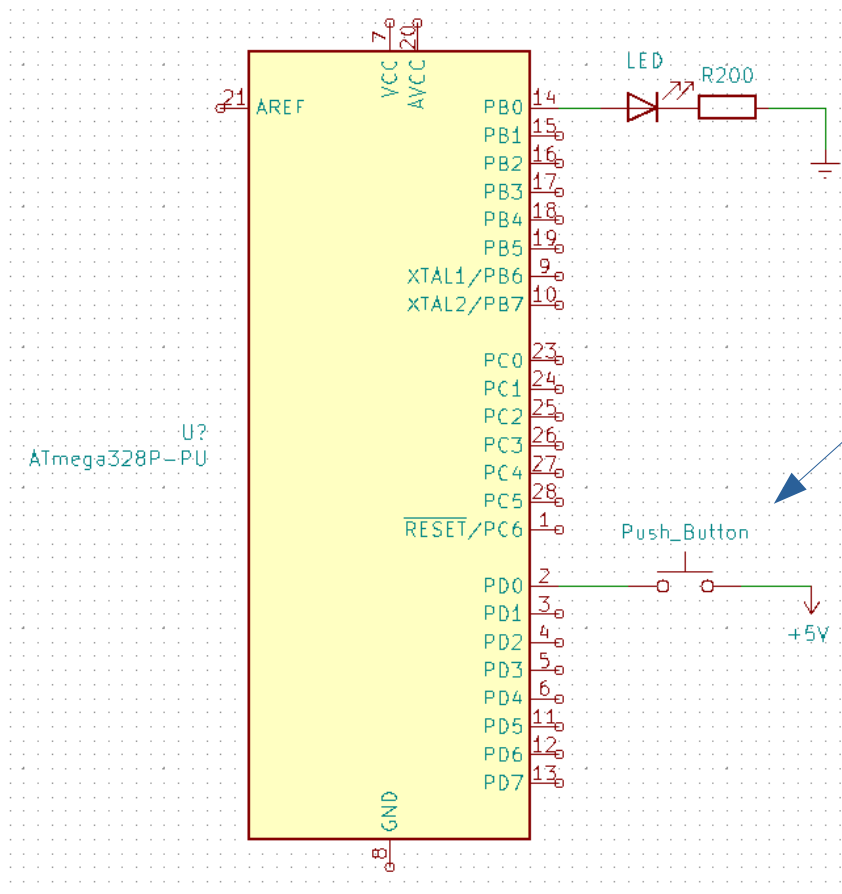 7
20
VCC
AVCC
21 AREF
LED
R200
PB0 14
PB1 15
PB2 16
PB3 17
PB4 18
PB5 19
XTAL1/PB6 9
XTAL2/PB7 10
PC0 23
PC1 24
PC2 25
PC3 26
PC4 27
PC5 28
RESET/PC6 1
U?
ATmega328P-PU
Push_Button
PD0 2
PD1 3
PD2 4
PD3 5
PD4 6
PD5 11
PD6 12
PD7 13
+5V
GND
8